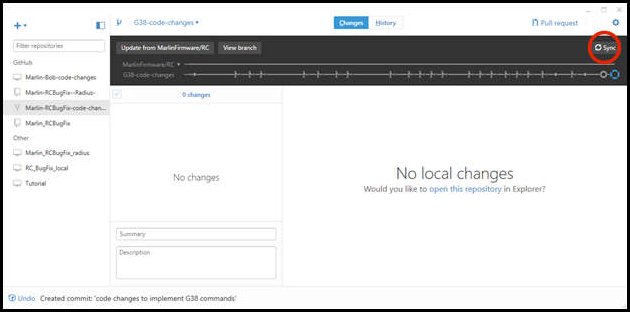 G38-code-changes
Changes
History
Pull request
Filter repositories
Update from MarlinFirmware/RC
View branch
Sync
GitHub
MarlinFirmware/RC
Marlin-Bob-code-changes
G38-code-changes
Marlin-RCBugFix--Radius-
0 changes
Marlin-RCBugFix-code-chan...
Marlin_RCBugFix
Other
Marlin_RCBugFix_radius
RC_BugFix_local
Tutorial
No changes
No local changes
Would you like to open this repository in Explorer?
Summary
Description
Undo Created commit: 'code changes to implement G38 commands'